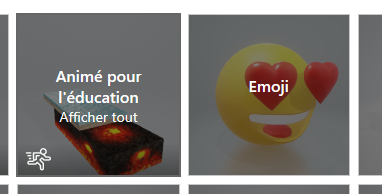 Animé pour
l'éducation
Afficher tout
Emoji